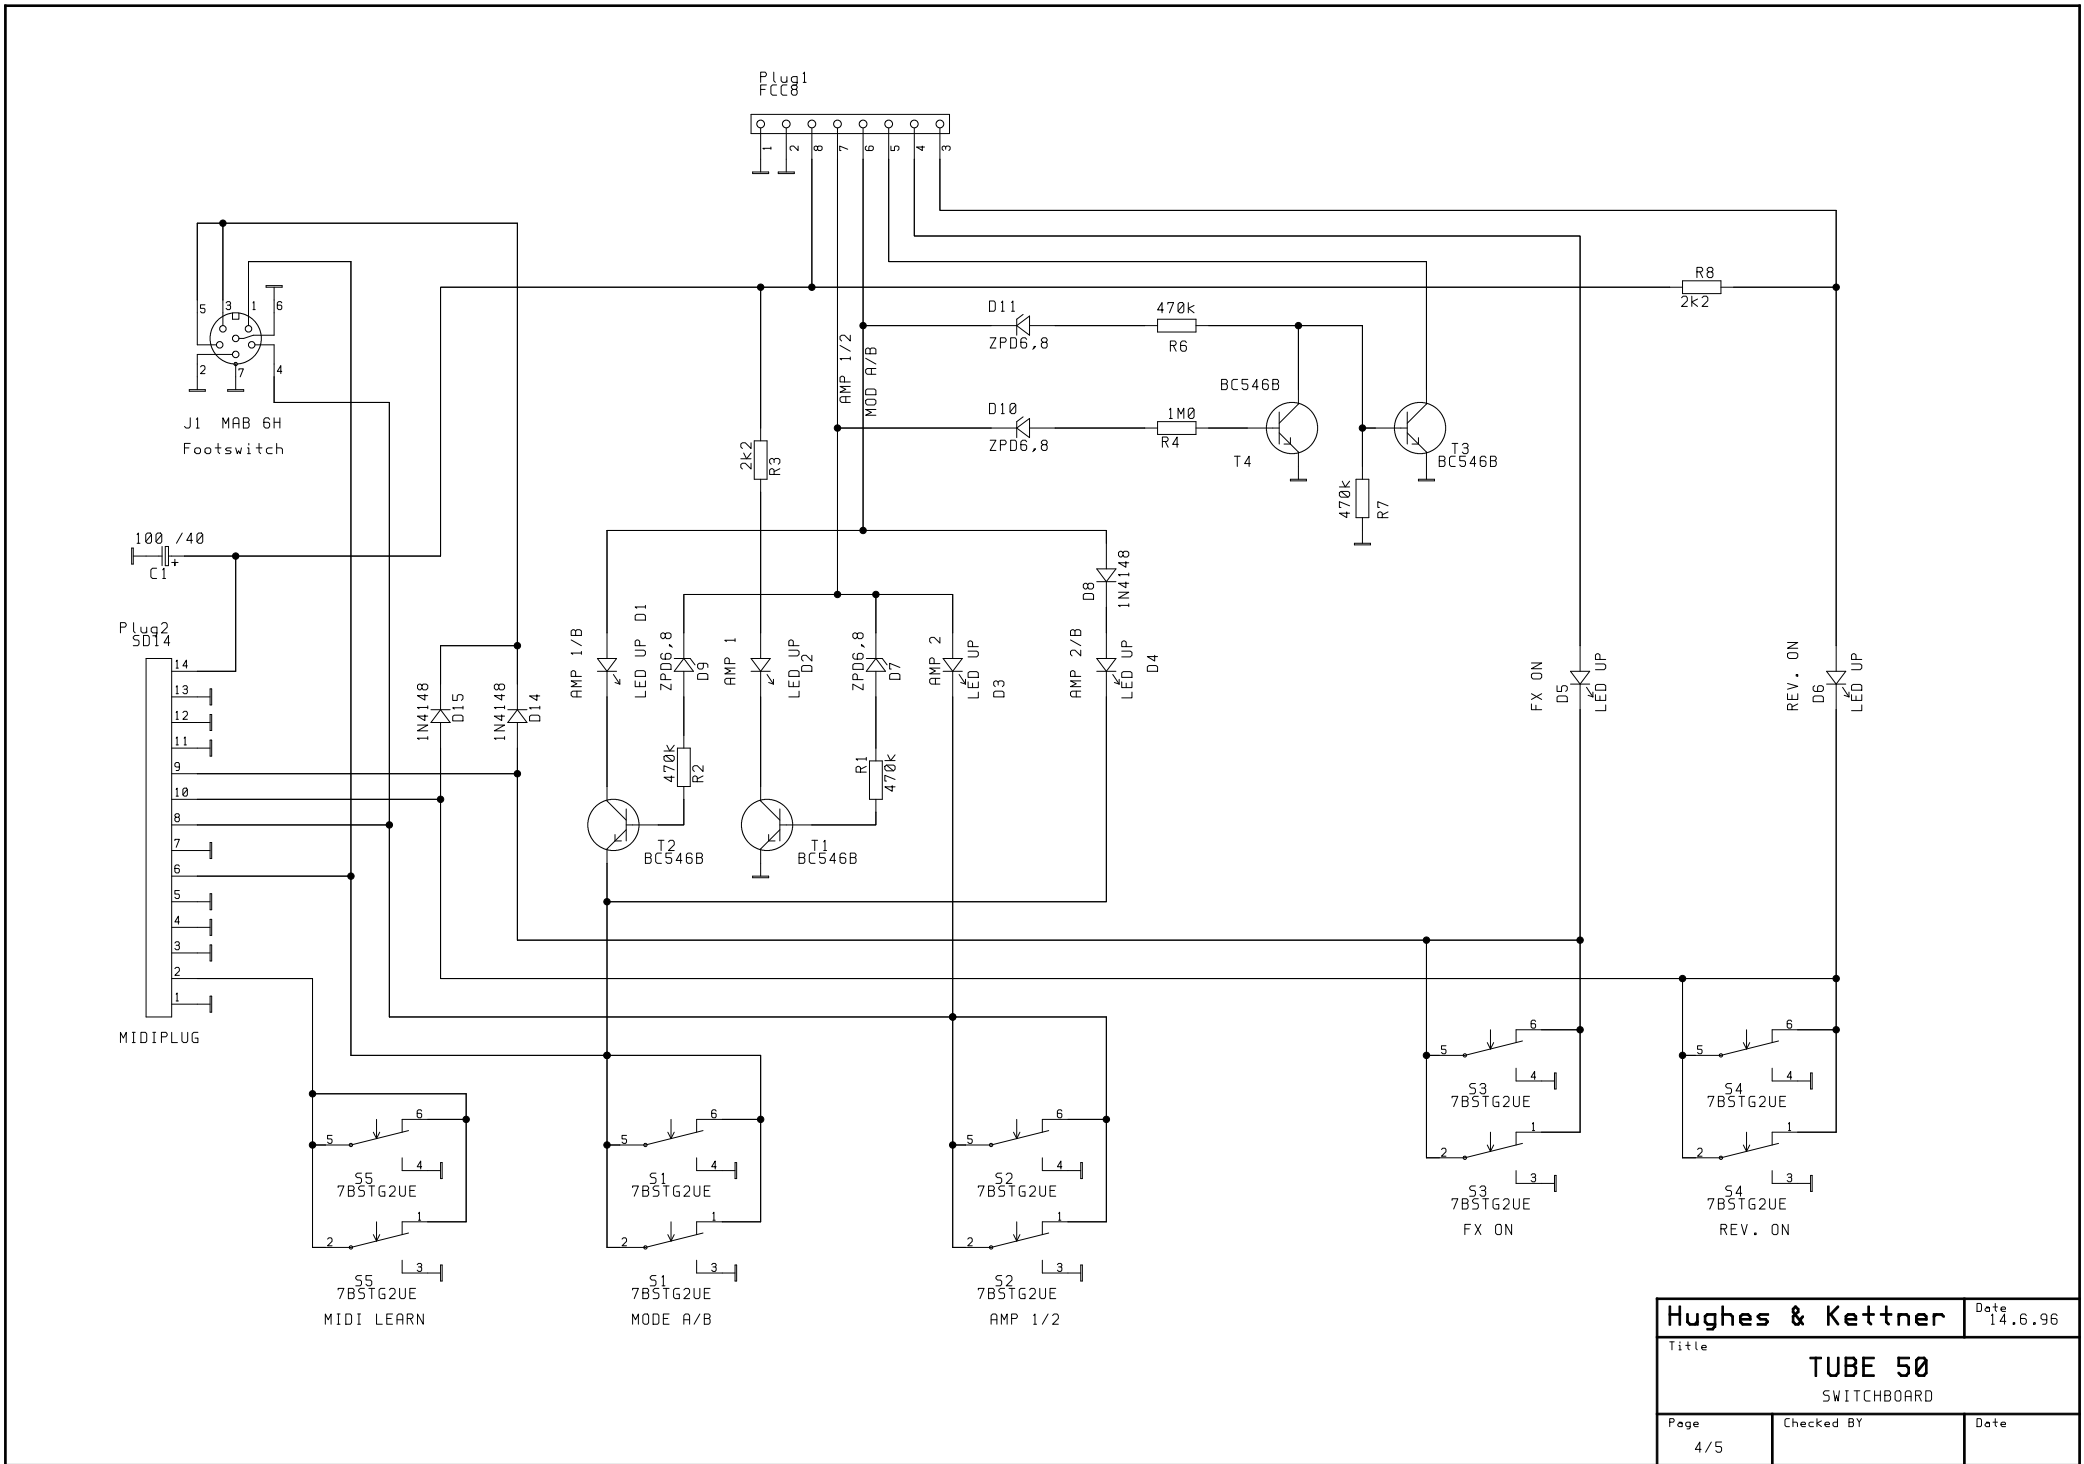 Plug1
FCC8
1 2 8 7 6 5 4 3
R8
2k2
D11
ZPD6,8
470k
R6
AMP 1/2
MOD A/B
BC546B
D10
ZPD6,8
1M0
R4
T4
T3
BC546B
470k
R7
5 3 1 6
2 7 4
J1 MAB 6H
Footswitch
2k2
R3
100 /40
C1
+
Plug2
SD14
14
13
12
11
9
10
8
7
6
5
4
3
2
1
MIDIPLUG
1N4148
D15
1N4148
D14
AMP 1/B
LED UP D1
ZPD6,8
D9
AMP 1
LED UP
D2
ZPD6,8
D7
AMP 2
LED UP
D3
D8
1N4148
AMP 2/B
LED UP
D4
FX ON
D5
LED UP
REV. ON
D6
LED UP
470k
R2
R1
470k
T2
BC546B
T1
BC546B
5 6
4
S5
7BSTG2UE
2 1
3
S5
7BSTG2UE
MIDI LEARN
5 6
4
S1
7BSTG2UE
2 1
3
S1
7BSTG2UE
MODE A/B
5 6
4
S2
7BSTG2UE
2 1
3
S2
7BSTG2UE
AMP 1/2
5 6
4
S3
7BSTG2UE
2 1
3
S3
7BSTG2UE
FX ON
5 6
4
S4
7BSTG2UE
2 1
3
S4
7BSTG2UE
REV. ON
Hughes & Kettner
Date
14.6.96
Title
TUBE 50
SWITCHBOARD
Page
4/5
Checked BY
Date